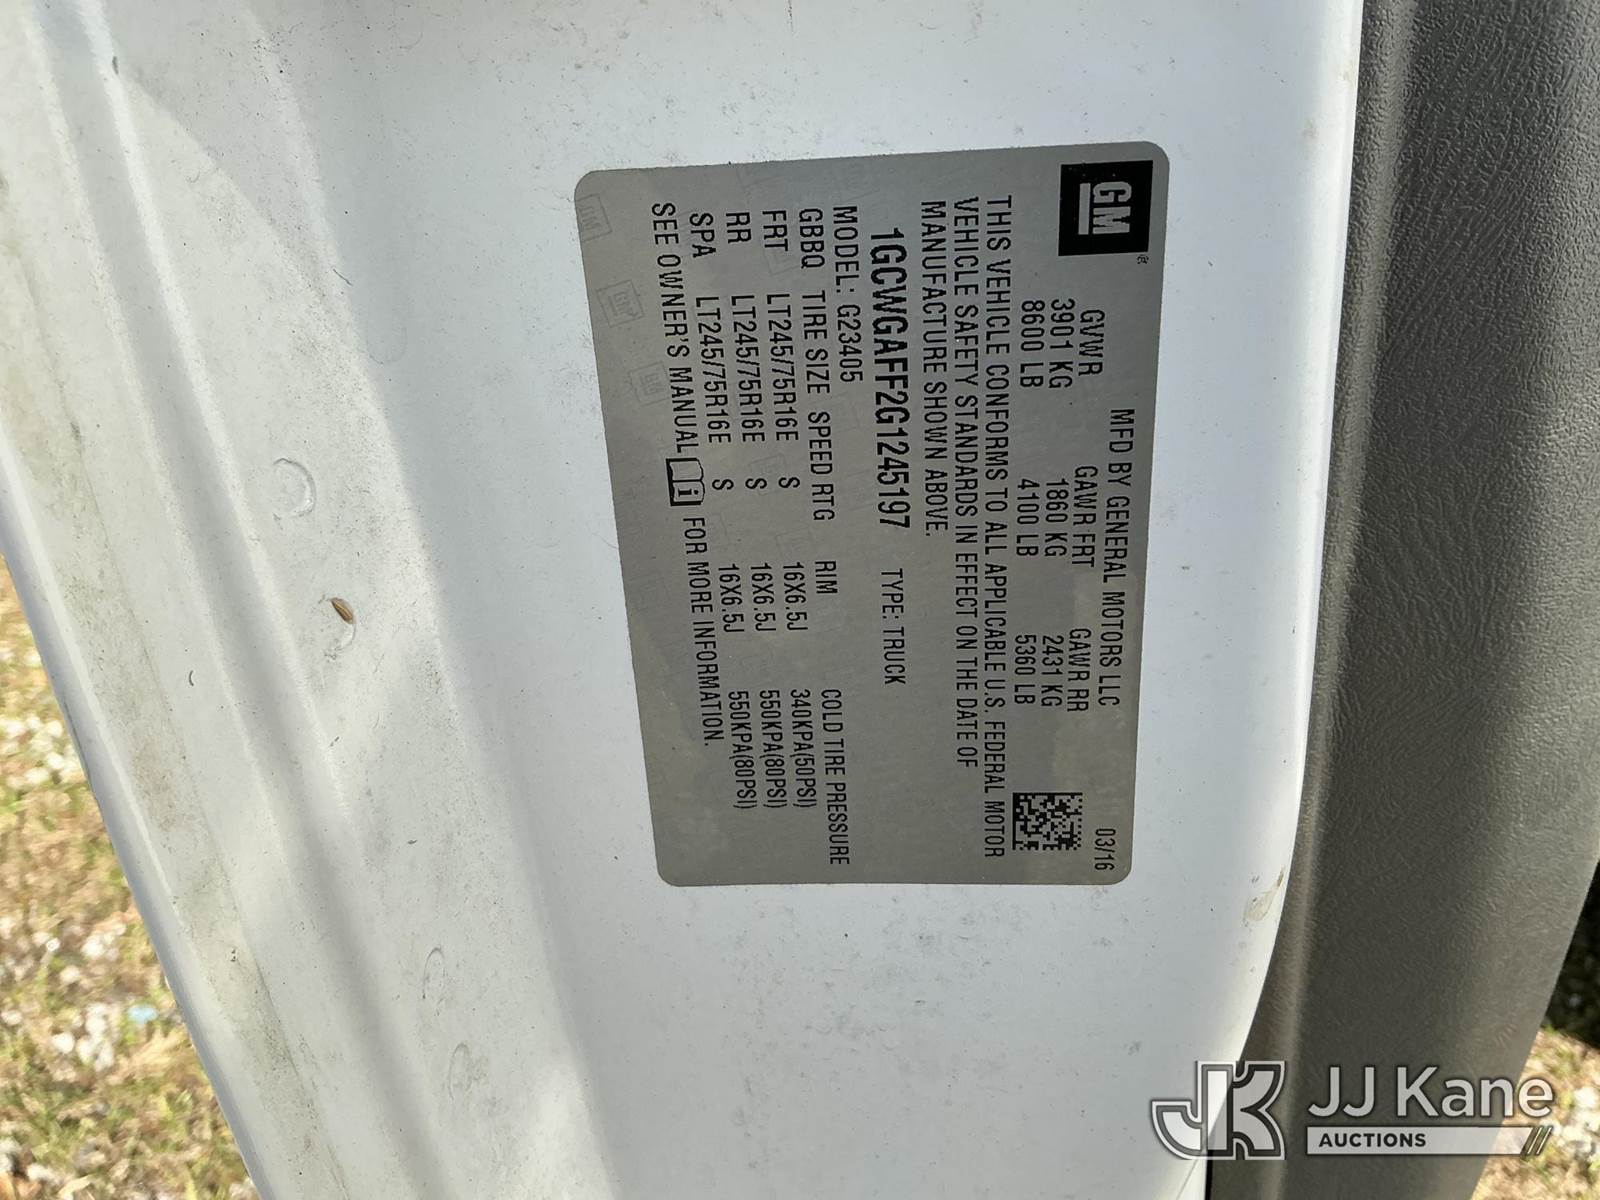 GM
MFD BY GENERAL MOTORS LLC 03/16
GVWR GAWR FRT GAWR RR
3901 KG 1860 KG 2431 KG
8600 LB 4100 LB 5360 LB
THIS VEHICLE CONFORMS TO ALL APPLICABLE U.S. FEDERAL MOTOR
VEHICLE SAFETY STANDARDS IN EFFECT ON THE DATE OF
MANUFACTURE SHOWN ABOVE.
1GCWGAFF2G1245197 TYPE: TRUCK
MODEL: G23405
GBBQ TIRE SIZE SPEED RTG RIM COLD TIRE PRESSURE
FRT LT245/75R16E S 16X6.5J 340KPA(50PSI)
RR LT245/75R16E S 16X6.5J 550KPA(80PSI)
SPA LT245/75R16E S 16X6.5J 550KPA(80PSI)
SEE OWNER'S MANUAL i FOR MORE INFORMATION.
JK JJ Kane
AUCTIONS